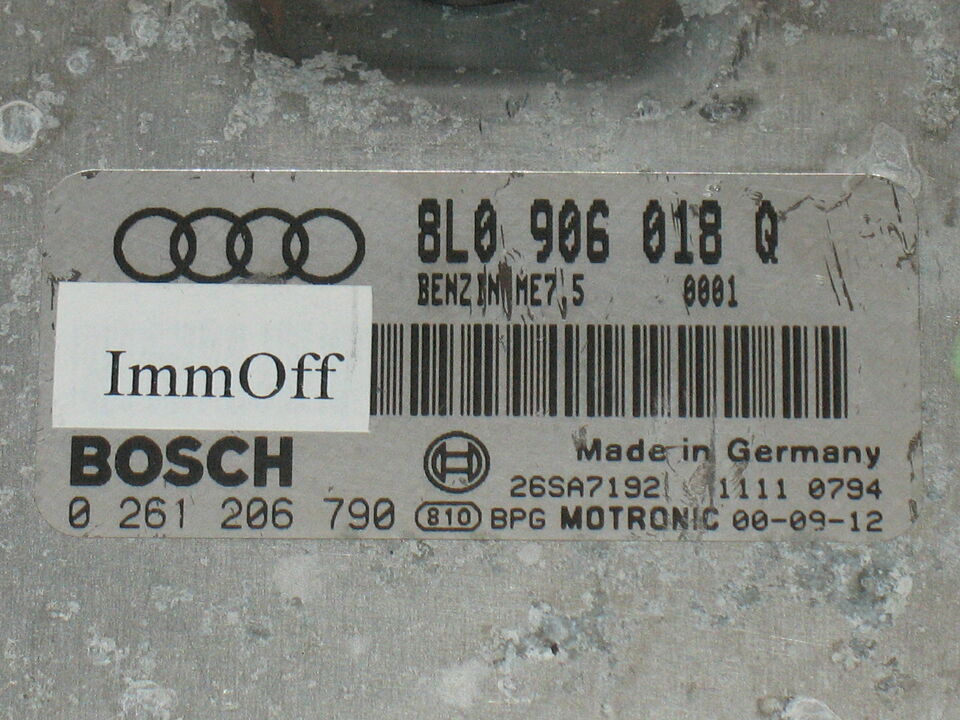 8L0 906 018 Q
BENZIN ME7.5 0001
ImmOff
BOSCH
Made in Germany
26SA7192 1111 0794
0 261 206 790 810 BPG MOTRONIC 00-09-12